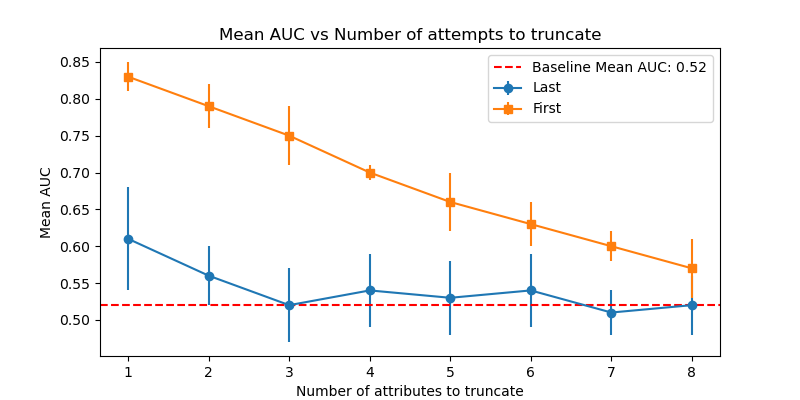 Mean AUC vs Number of attempts to truncate
Baseline Mean AUC: 0.52
Last
First
Mean AUC
0.85
0.80
0.75
0.70
0.65
0.60
0.55
0.50
1 2 3 4 5 6 7 8
Number of attributes to truncate